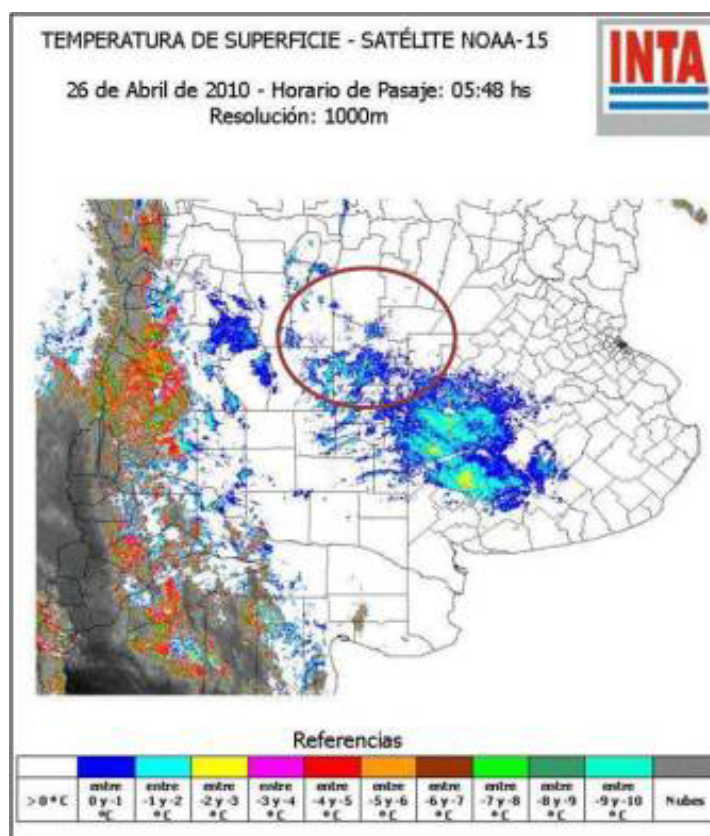 TEMPERATURA DE SUPERFICIE - SATÉLITE NOAA-15
INTA
26 de Abril de 2010 - Horario de Pasaje: 05:48 hs
Resolución: 1000m
Referencias
> 0 ° C
entre 0 y -1 °C
entre -1 y -2 °C
entre -2 y -3 °C
entre -3 y -4 °C
entre -4 y -5 °C
entre -5 y -6 °C
entre -6 y -7 °C
entre -7 y -8 °C
entre -8 y -9 °C
entre -9 y -10 °C
Nubes